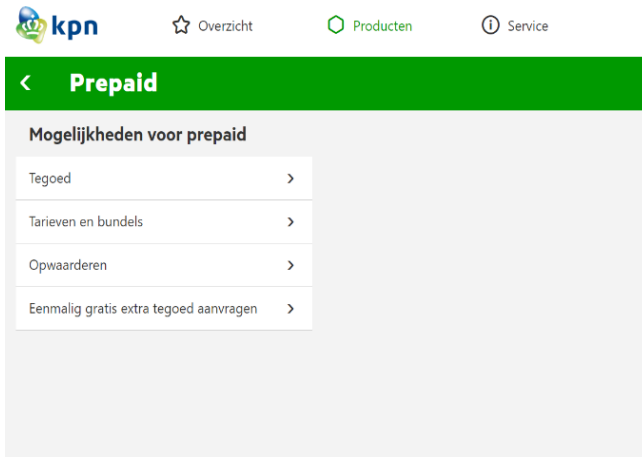 kpn
Overzicht
Producten
Service
Prepaid
Mogelijkheden voor prepaid
Tegoed
Tarieven en bundels
Opwaarderen
Eenmalig gratis extra tegoed aanvragen